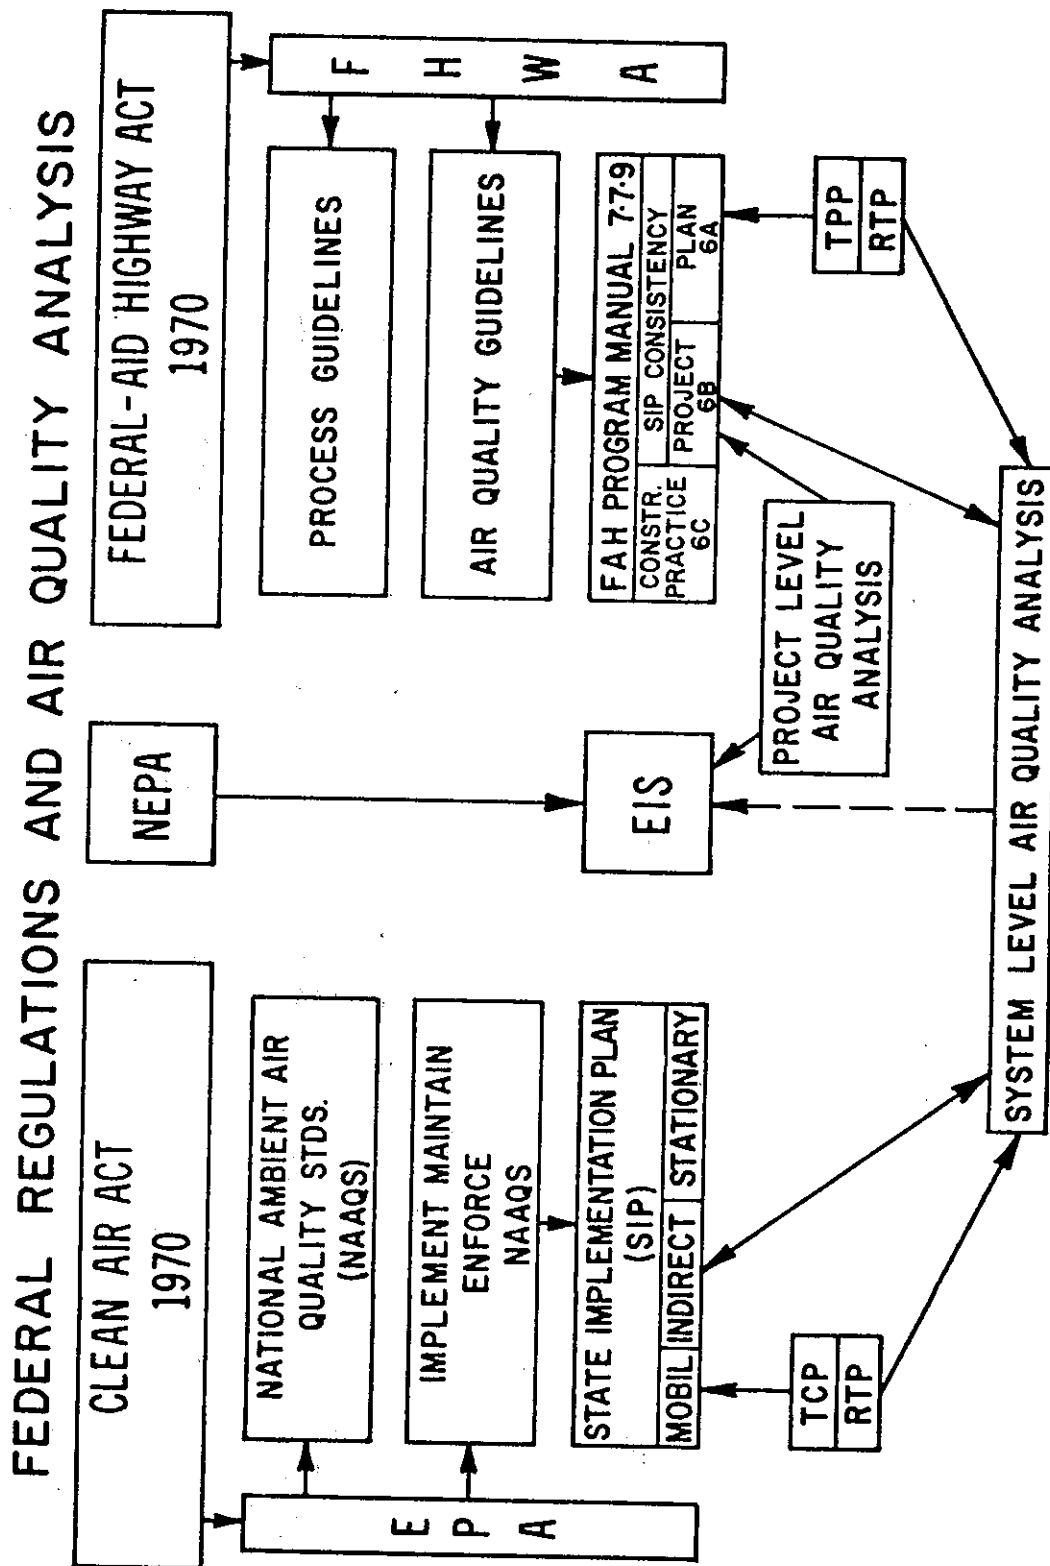 FEDERAL REGULATIONS AND AIR QUALITY ANALYSIS
CLEAN AIR ACT
1970
NEPA
FEDERAL-AID HIGHWAY ACT
1970
E
P
A
NATIONAL AMBIENT AIR
QUALITY STDS.
(NAAQS)
IMPLEMENT MAINTAIN
ENFORCE
NAAQS
STATE IMPLEMENTATION PLAN
(SIP)
MOBIL
INDIRECT
STATIONARY
TCP
RTP
EIS
PROJECT LEVEL
AIR QUALITY
ANALYSIS
F
H
W
A
PROCESS GUIDELINES
AIR QUALITY GUIDELINES
FAH PROGRAM MANUAL 7·7·9
CONSTR.
PRACTICE
6C
SIP CONSISTENCY
PROJECT
6B
PLAN
6A
TPP
RTP
SYSTEM LEVEL AIR QUALITY ANALYSIS